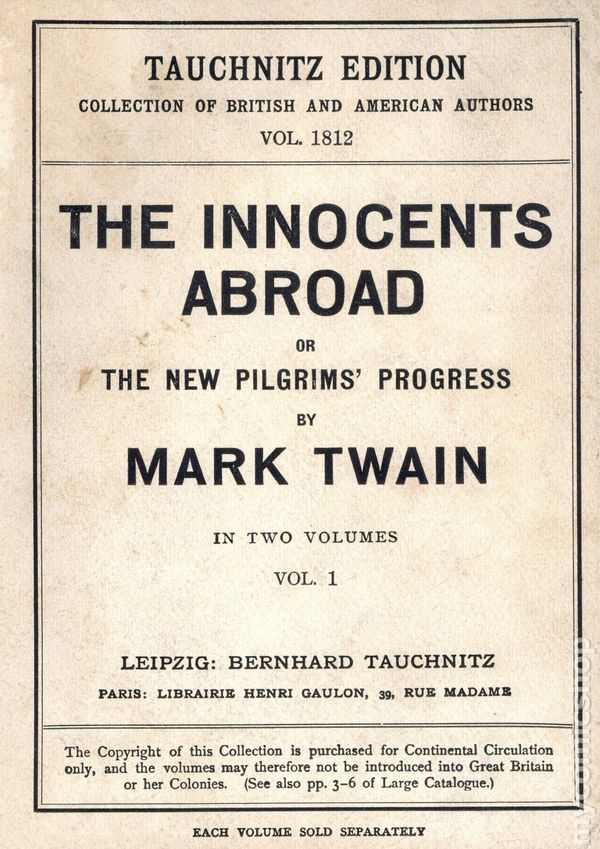 TAUCHNITZ EDITION
COLLECTION OF BRITISH AND AMERICAN AUTHORS
VOL. 1812
THE INNOCENTS
ABROAD
OR
THE NEW PILGRIMS' PROGRESS
BY
MARK TWAIN
IN TWO VOLUMES
VOL. 1
LEIPZIG: BERNHARD TAUCHNITZ
PARIS: LIBRAIRIE HENRI GAULON, 39, RUE MADAME
The Copyright of this Collection is purchased for Continental Circulation
only, and the volumes may therefore not be introduced into Great Britain
or her Colonies. (See also pp. 3–6 of Large Catalogue.)
EACH VOLUME SOLD SEPARATELY
mycomicshop